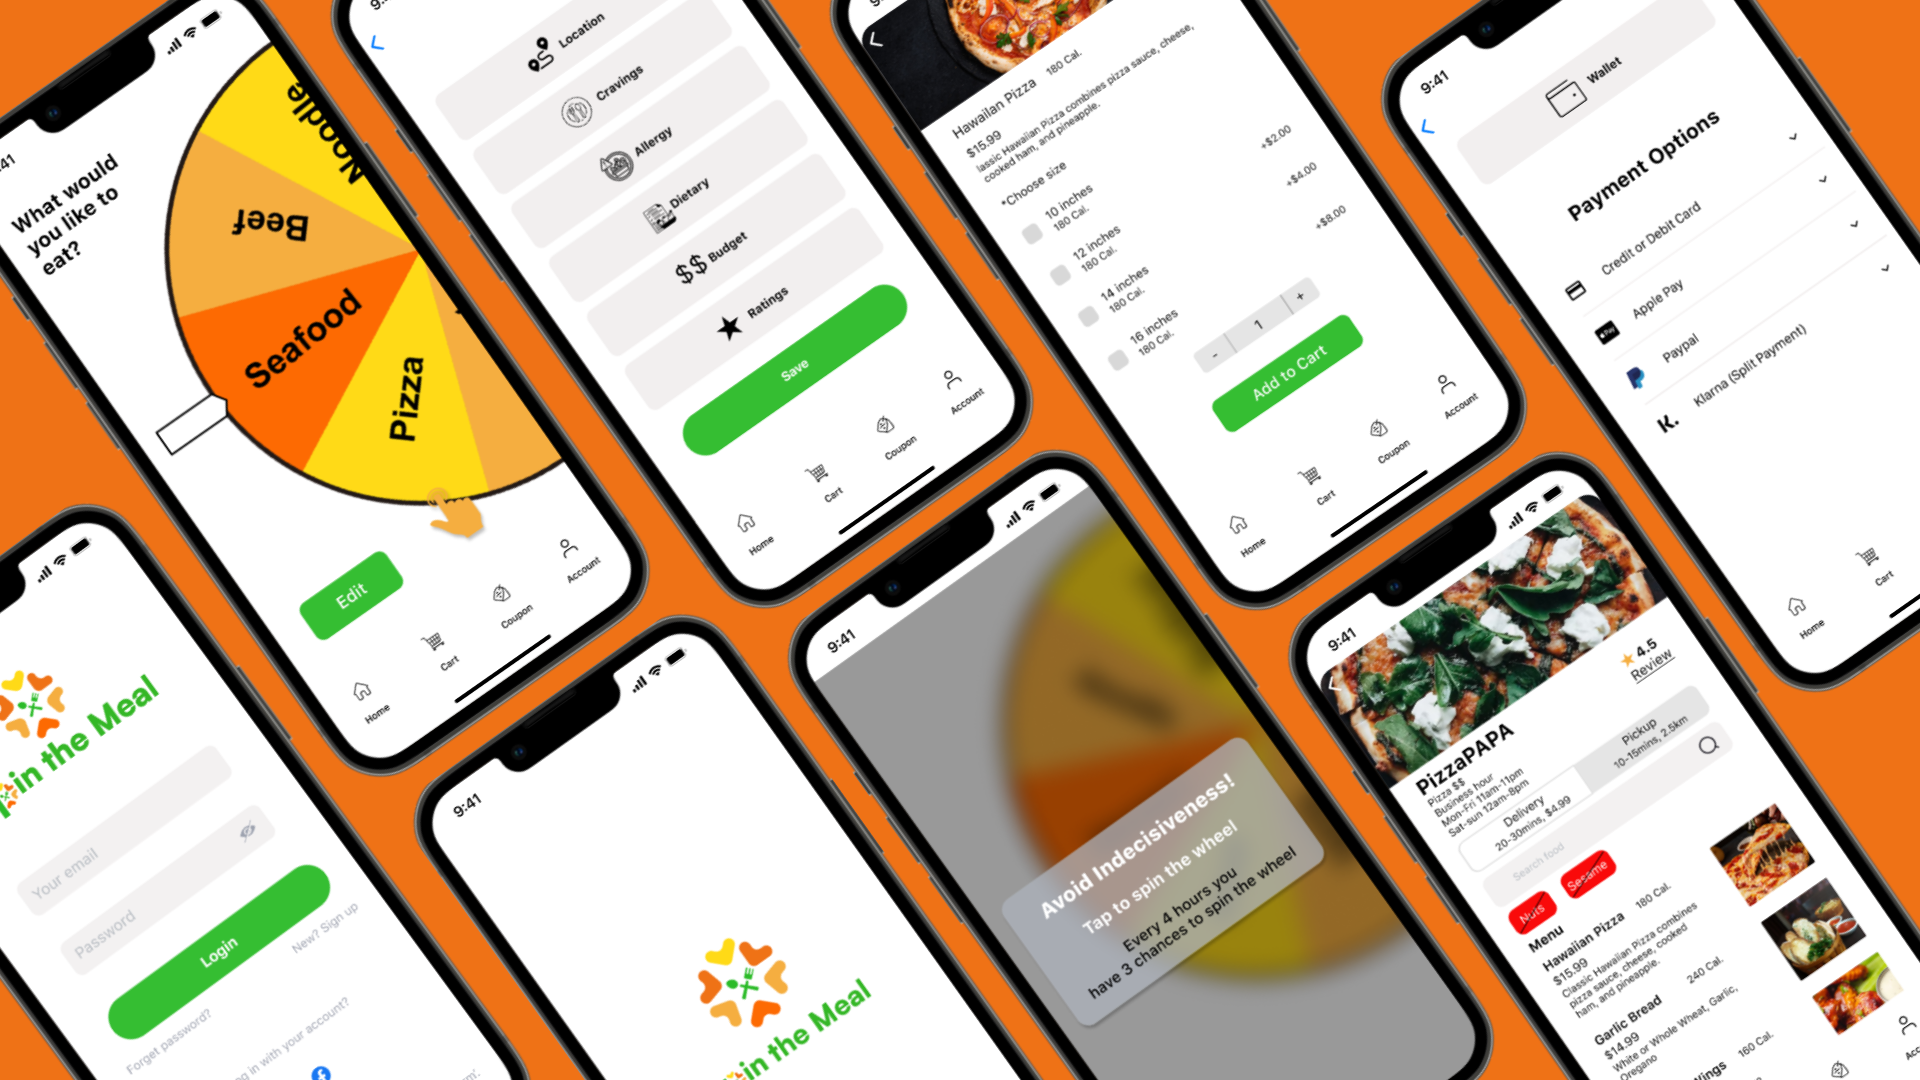 :41
What would
you like to
eat?
Noodle
Beef
Seafood
Pizza
Edit
Home
Cart
Coupon
Account
Location
Cravings
Allergy
Dietary
$$ Budget
Ratings
Save
Home
Cart
Coupon
Account
Hawaiian Pizza 180 Cal.
$15.99
lassic Hawaiian Pizza combines pizza sauce, cheese,
cooked ham, and pineapple.
*Choose size
10 inches
180 Cal.
12 inches
180 Cal.
+$2.00
14 inches
180 Cal.
+$4.00
16 inches
180 Cal.
+$8.00
- 1 +
Add to Cart
Home
Cart
Coupon
Account
9:41
Wallet
Payment Options
Credit or Debit Card
Apple Pay
Paypal
K. Klarna (Split Payment)
Home
Cart
in the Meal
Your email
Password
Login
New? Sign up
Forget password?
in with your account?
9:41
in the Meal
9:41
Avoid Indecisiveness!
Tap to spin the wheel
Every 4 hours you
have 3 chances to spin the wheel
9:41
4.5
Review
PizzaPAPA
Pizza $$
Business hour
Mon-Fri 11am-11pm
Sat-sun 12am-8pm
Delivery
20-30mins, $4.99
Pickup
10-15mins, 2.5km
Search food
Nuts
Sesame
Menu
Hawaiian Pizza 180 Cal.
$15.99
Classic Hawaiian Pizza combines
pizza sauce, cheese, cooked
ham, and pineapple.
Garlic Bread 240 Cal.
$14.99
White or Whole Wheat, Garlic,
Oregano
Wings 160 Cal.